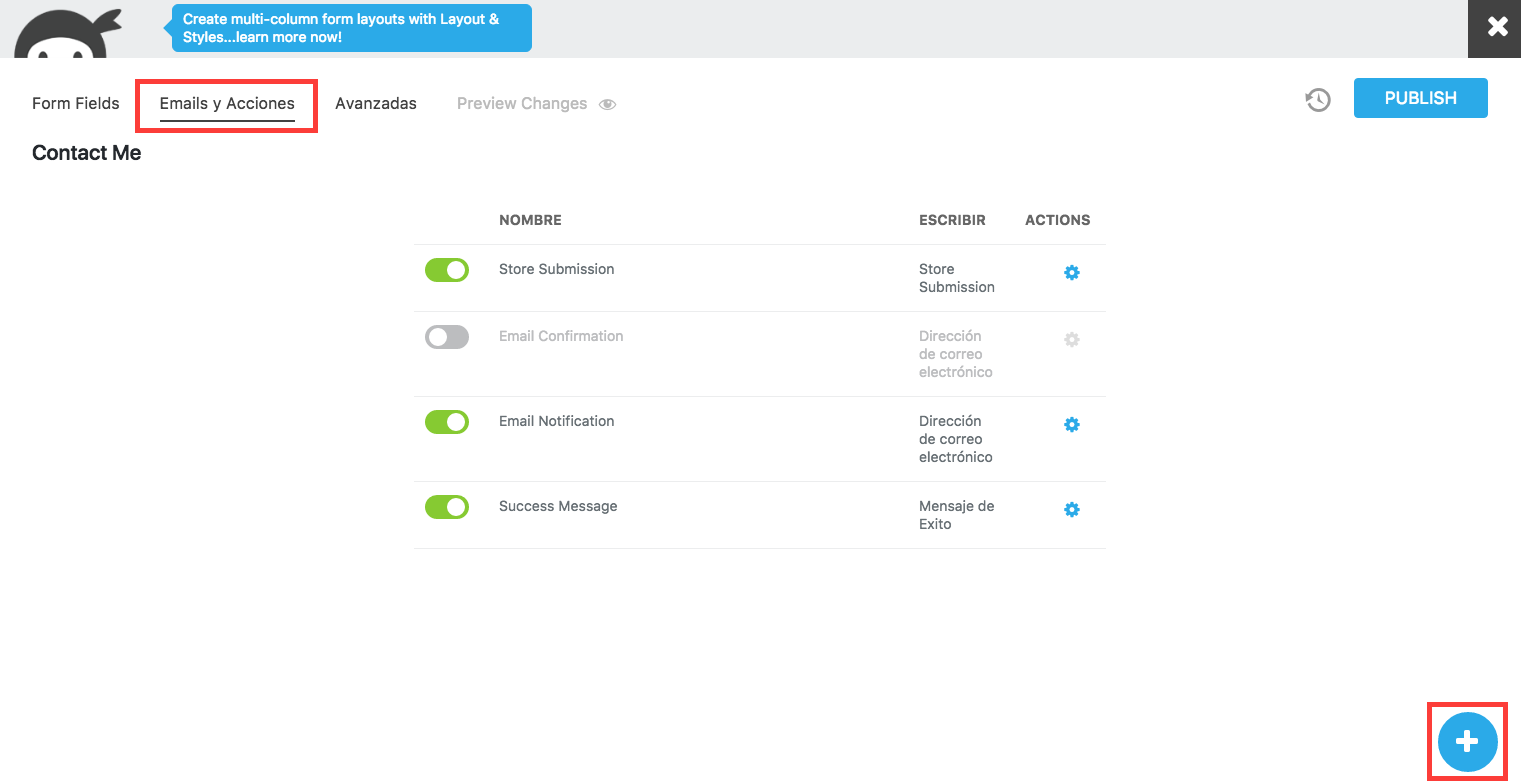 Create multi-column form layouts with Layout &
Styles...learn more now!
Form Fields
Emails y Acciones
Avanzadas
Preview Changes
PUBLISH
Contact Me
NOMBRE
ESCRIBIR
ACTIONS
Store Submission
Store
Submission
Email Confirmation
Dirección
de correo
electrónico
Email Notification
Dirección
de correo
electrónico
Success Message
Mensaje de
Exito